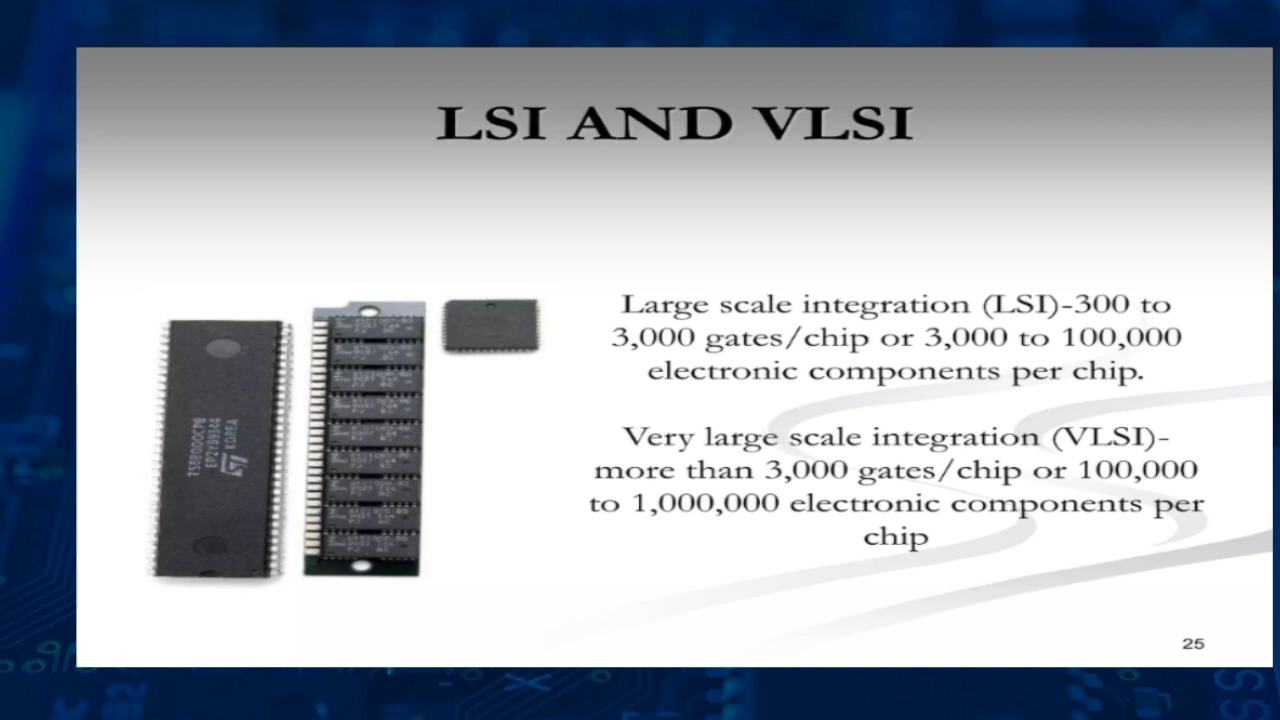 LSI AND VLSI
Large scale integration (LSI)-300 to
3,000 gates/chip or 3,000 to 100,000
electronic components per chip.
Very large scale integration (VLSI)-
more than 3,000 gates/chip or 100,000
to 1,000,000 electronic components per
chip
KOREA
25